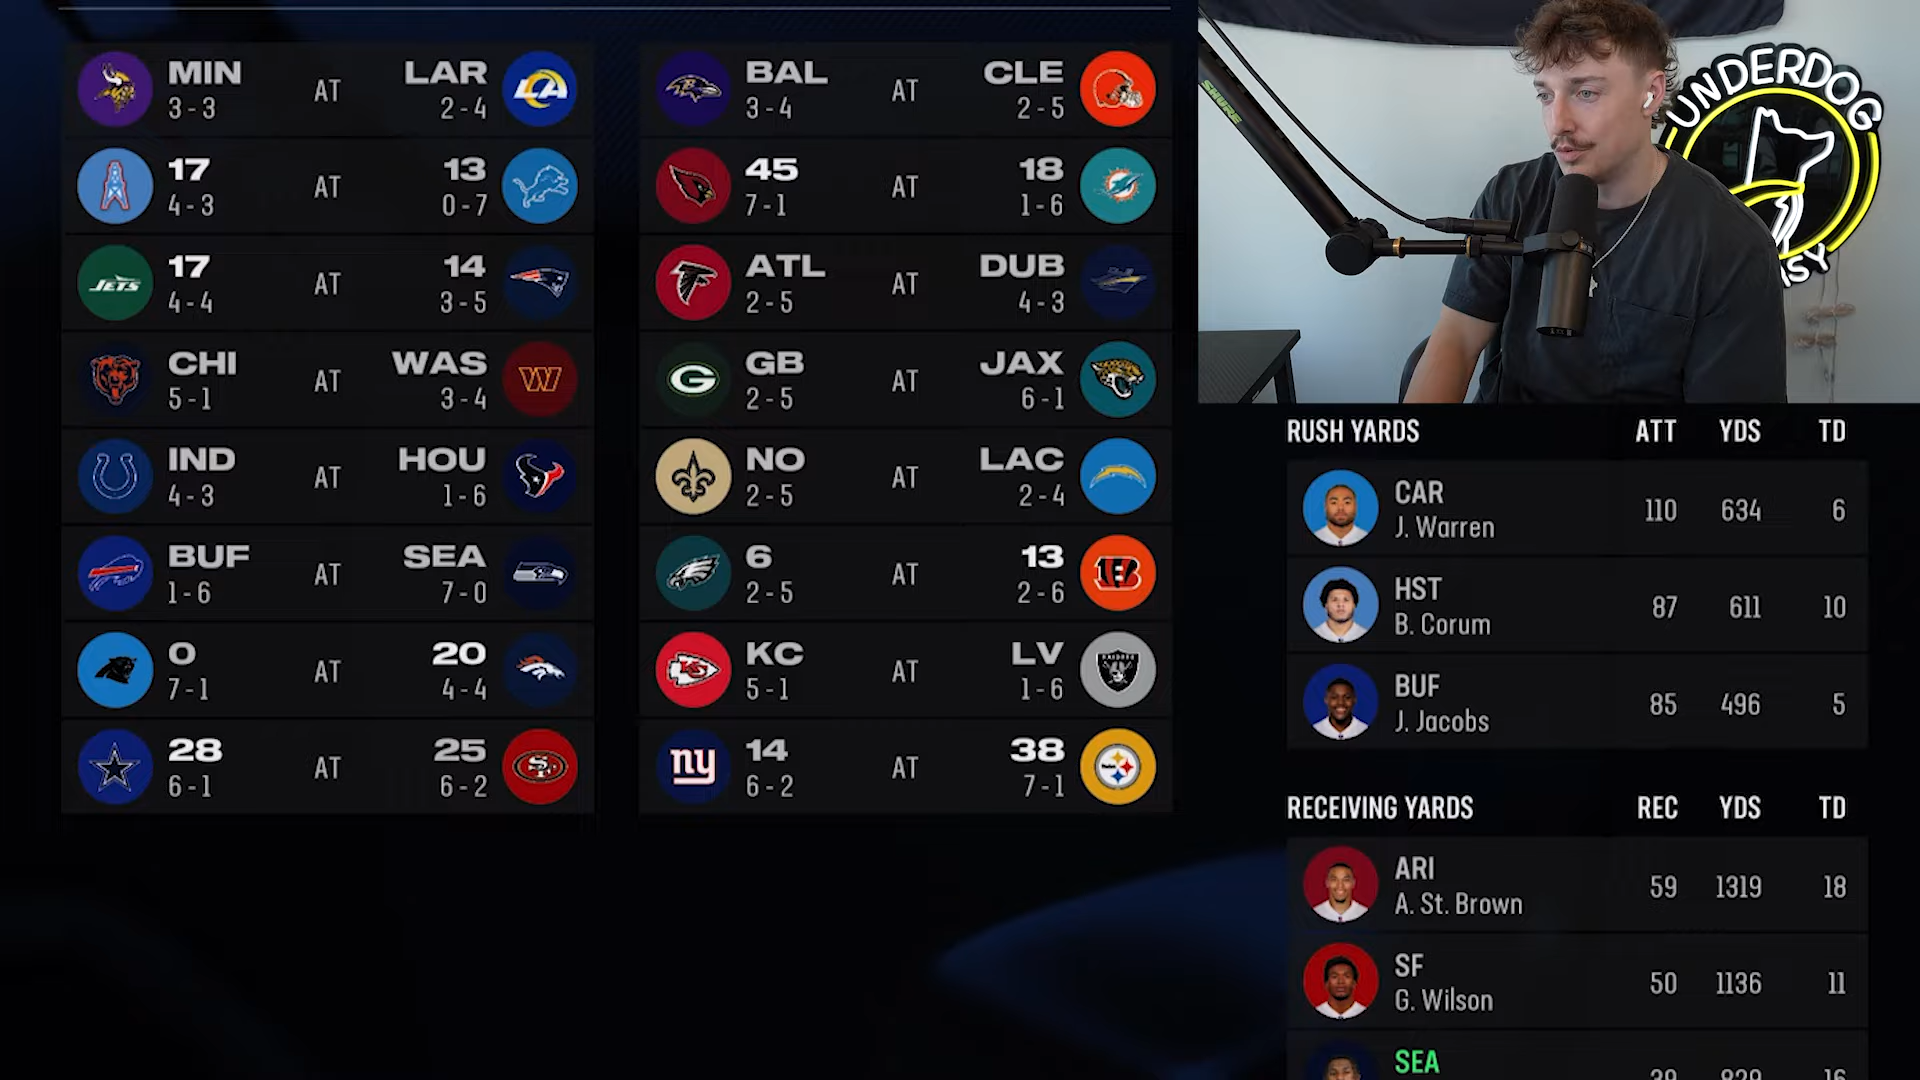 MIN
3 - 3
AT
LAR
2 - 4
17
4 - 3
AT
13
0 - 7
JETS
17
4 - 4
AT
14
3 - 5
CHI
5 - 1
AT
WAS
3 - 4
W
IND
4 - 3
AT
HOU
1 - 6
BUF
1 - 6
AT
SEA
7 - 0
0
7 - 1
AT
20
4 - 4
28
6 - 1
AT
25
6 - 2
SF
BAL
3 - 4
AT
CLE
2 - 5
45
7 - 1
AT
18
1 - 6
ATL
2 - 5
AT
DUB
4 - 3
G
GB
2 - 5
AT
JAX
6 - 1
NO
2 - 5
AT
LAC
2 - 4
6
2 - 5
AT
13
2 - 6
B
KC
KC
5 - 1
AT
LV
1 - 6
RAIDERS
ny
14
6 - 2
AT
38
7 - 1
SHURE
UNDERDOG
RUSH YARDS ATT YDS TD
CAR
J. Warren
110 634 6
HST
B. Corum
87 611 10
BUF
J. Jacobs
85 496 5
RECEIVING YARDS REC YDS TD
ARI
A. St. Brown
59 1319 18
SF
G. Wilson
50 1136 11
SEA